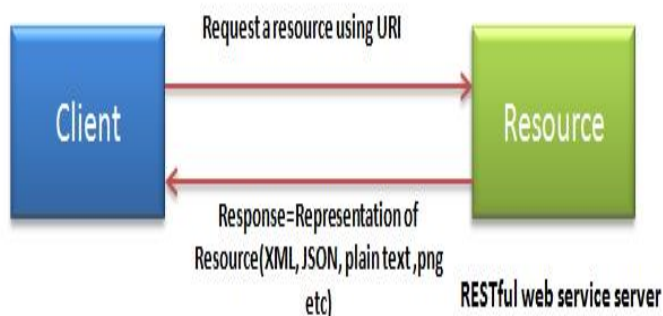 Request a resource using URI
Client
Resource
Response=Representation of
Resource(XML, JSON, plain text ,png
etc)
RESTful web service server